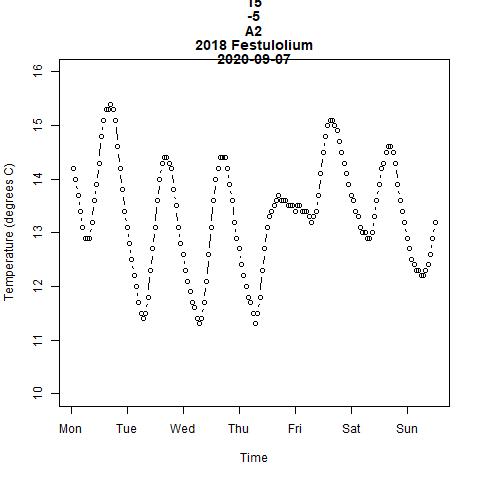 15
-5
A2
2018 Festulolium
2020-09-07
Temperature (degrees C)
16
15
14
13
12
11
10
Mon Tue Wed Thu Fri Sat Sun
Time